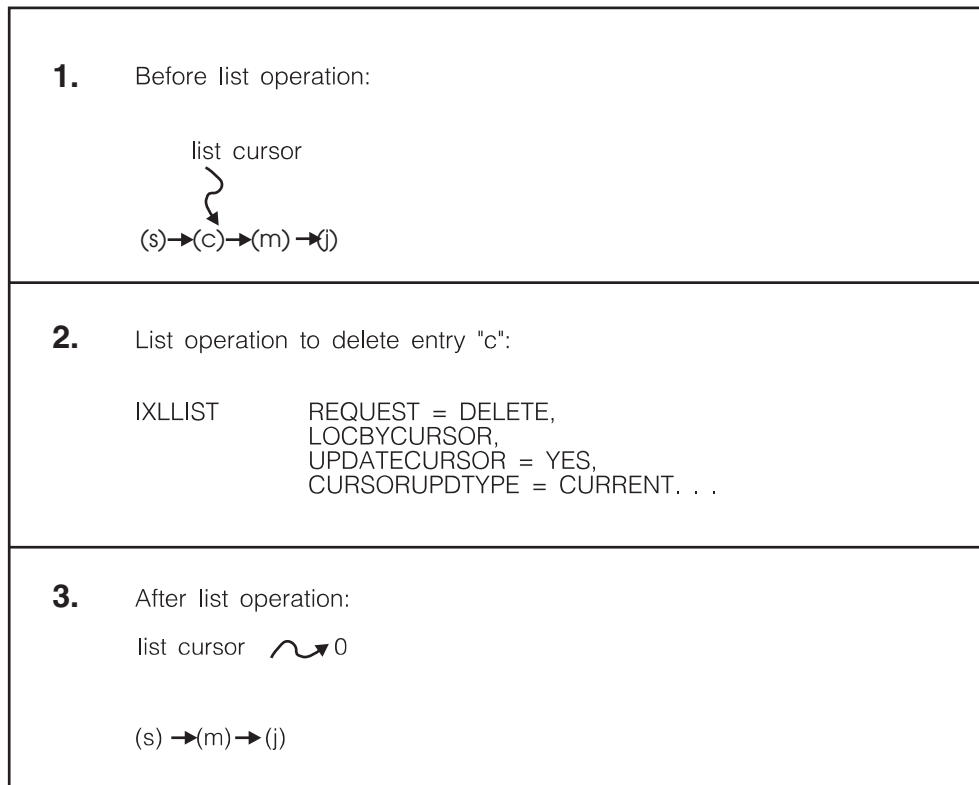 1. Before list operation:
list cursor
(s)→(c)→(m)→(j)
2. List operation to delete entry "c":
IXLLIST REQUEST = DELETE,
LOCBYCURSOR,
UPDATECURSOR = YES,
CURSORUPDTYPE = CURRENT. . .
3. After list operation:
list cursor 0
(s)→(m)→(j)